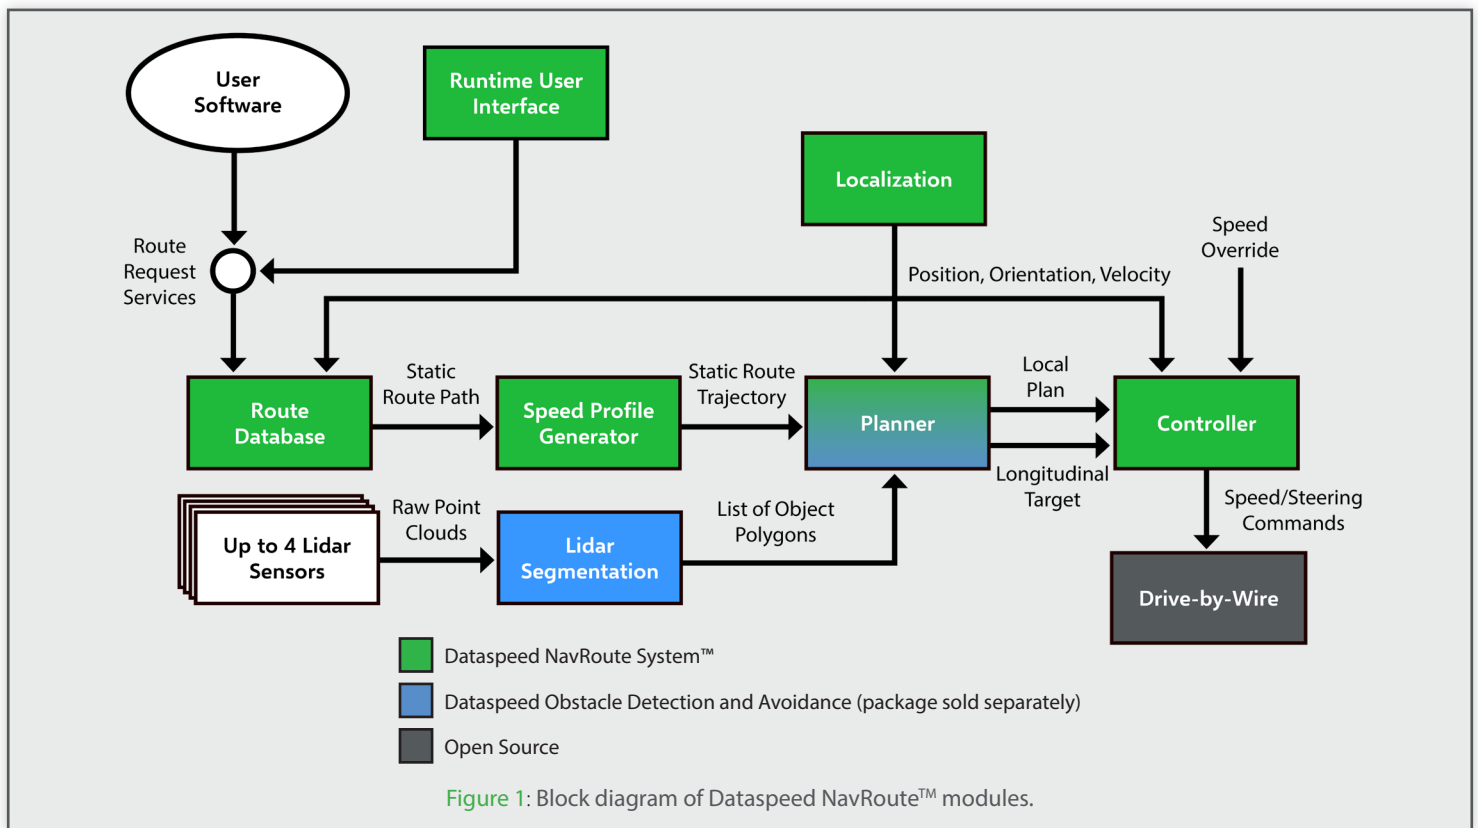 User
Software
Runtime User
Interface
Localization
Route
Request
Services
Speed
Override
Position, Orientation, Velocity
Route
Database
Static
Route Path
Speed Profile
Generator
Static Route
Trajectory
Planner
Local
Plan
Longitudinal
Target
Controller
Up to 4 Lidar
Sensors
Raw Point
Clouds
Lidar
Segmentation
List of Object
Polygons
Speed/Steering
Commands
Drive-by-Wire
Dataspeed NavRoute System™
Dataspeed Obstacle Detection and Avoidance (package sold separately)
Open Source
Figure 1: Block diagram of Dataspeed NavRoute™ modules.